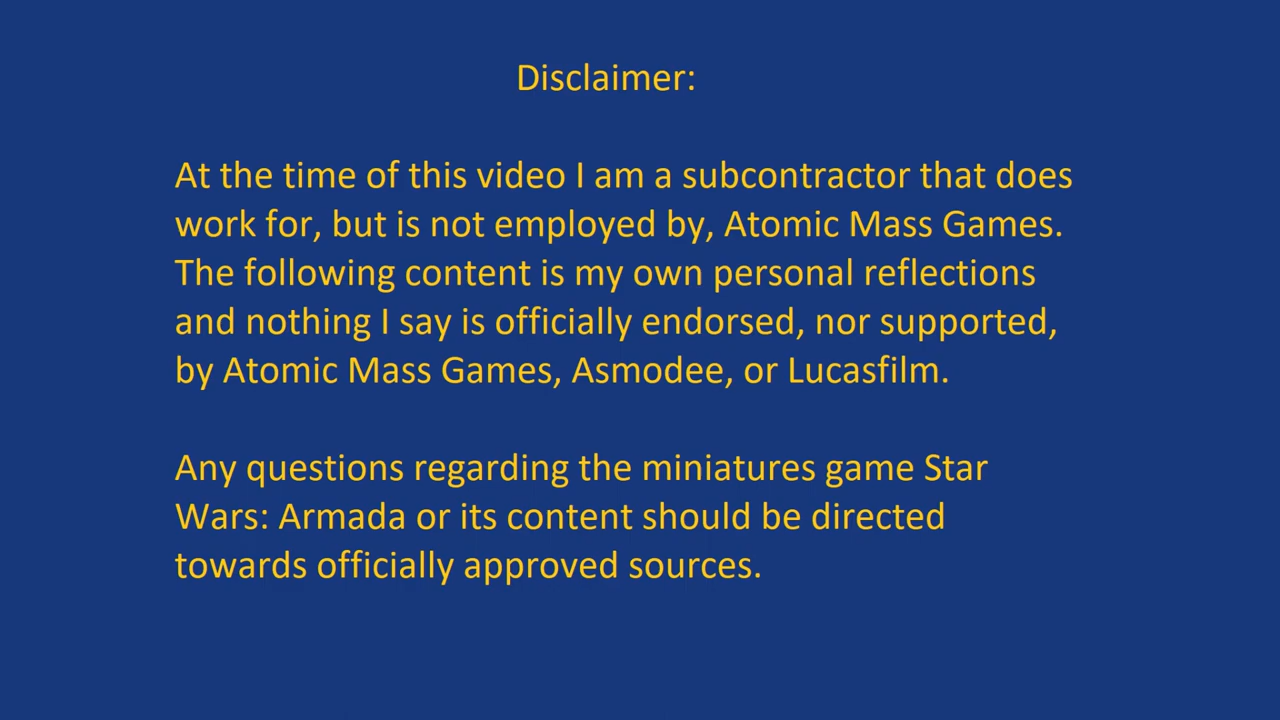 Disclaimer:
At the time of this video I am a subcontractor that does
work for, but is not employed by, Atomic Mass Games.
The following content is my own personal reflections
and nothing I say is officially endorsed, nor supported,
by Atomic Mass Games, Asmodee, or Lucasfilm.
Any questions regarding the miniatures game Star
Wars: Armada or its content should be directed
towards officially approved sources.